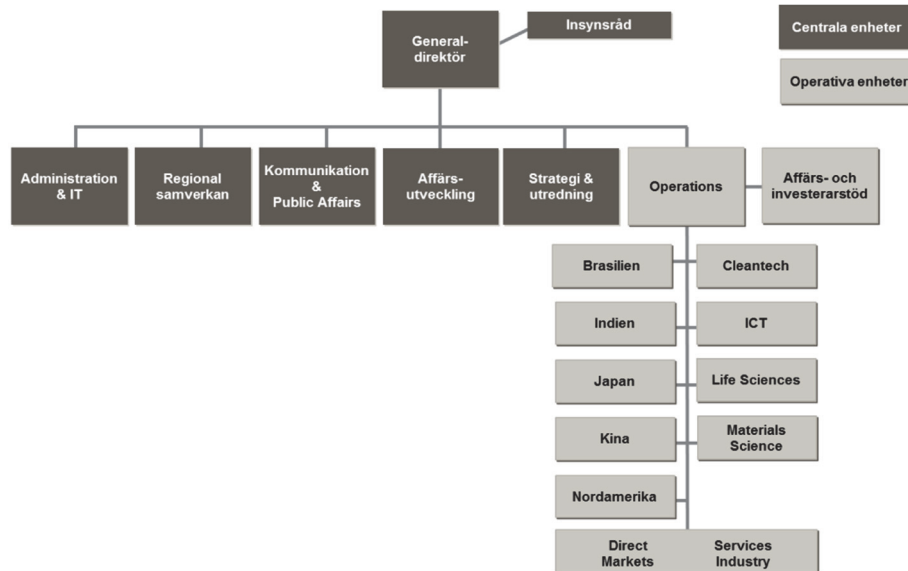 General-
direktör
Insynsråd
Centrala enheter
Operativa enheter
Administration
& IT
Regional
samverkan
Kommunikation
&
Public Affairs
Affärs-
utveckling
Strategi &
utredning
Operations
Affärs- och
investerarstöd
Brasilien
Cleantech
Indien
ICT
Japan
Life Sciences
Kina
Materials
Science
Nordamerika
Direct
Markets
Services
Industry